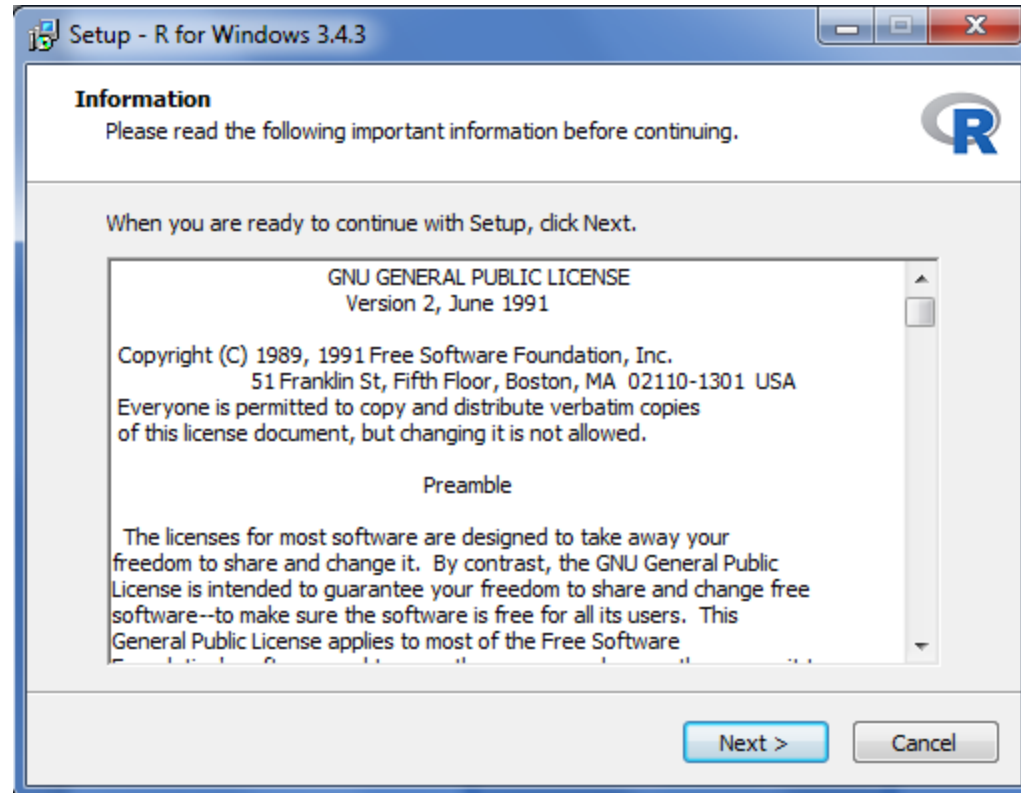 Setup - R for Windows 3.4.3
Information
Please read the following important information before continuing.
R
When you are ready to continue with Setup, click Next.
GNU GENERAL PUBLIC LICENSE
Version 2, June 1991
Copyright (C) 1989, 1991 Free Software Foundation, Inc.
51 Franklin St, Fifth Floor, Boston, MA 02110-1301 USA
Everyone is permitted to copy and distribute verbatim copies
of this license document, but changing it is not allowed.
Preamble
The licenses for most software are designed to take away your
freedom to share and change it. By contrast, the GNU General Public
License is intended to guarantee your freedom to share and change free
software--to make sure the software is free for all its users. This
General Public License applies to most of the Free Software
Next >
Cancel